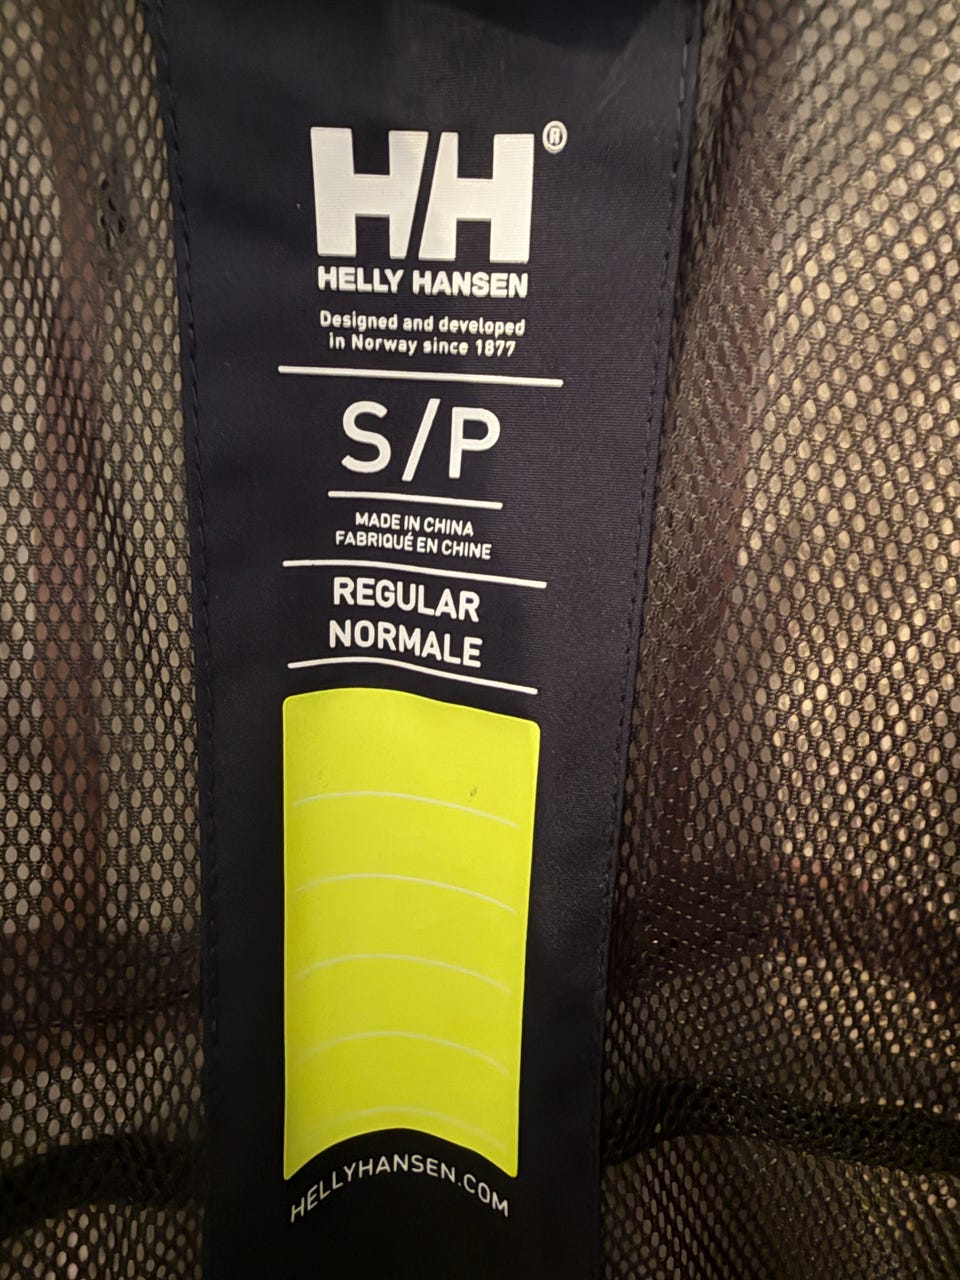 HH®
HELLY HANSEN
Designed and developed
in Norway since 1877
S/P
MADE IN CHINA
FABRIQUÉ EN CHINE
REGULAR
NORMALE
HELLYHANSEN.COM